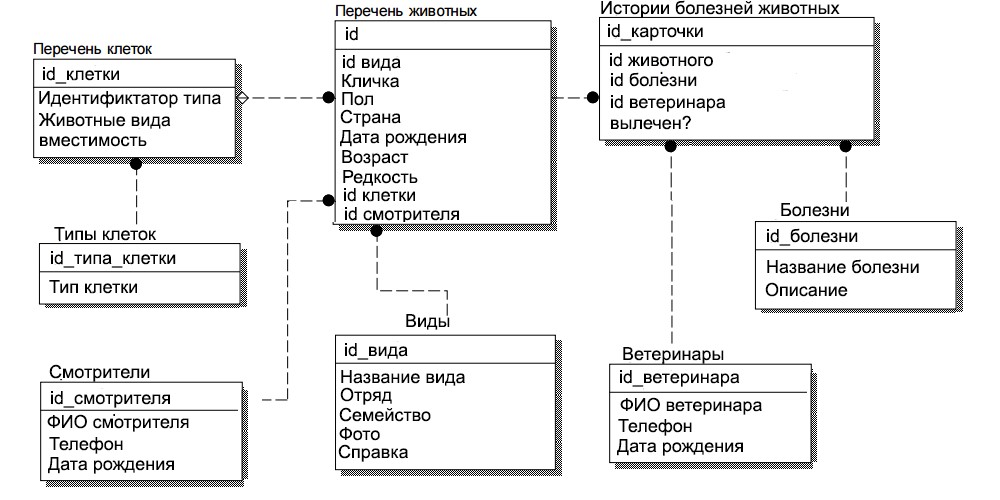 Перечень клеток
id_клетки
Идентификтатор типа
Животные вида
вместимость
Перечень животных
id
id вида
Кличка
Пол
Страна
Дата рождения
Возраст
Редкость
id клетки
id смотрителя
Истории болезней животных
id_карточки
id животного
id болезни
id ветеринара
вылечен?
Типы клеток
id_типа_клетки
Тип клетки
Болезни
id_болезни
Название болезни
Описание
Смотрители
id_смотрителя
ФИО смотрителя
Телефон
Дата рождения
Виды
id_вида
Название вида
Отряд
Семейство
Фото
Справка
Ветеринары
id_ветеринара
ФИО ветеринара
Телефон
Дата рождения